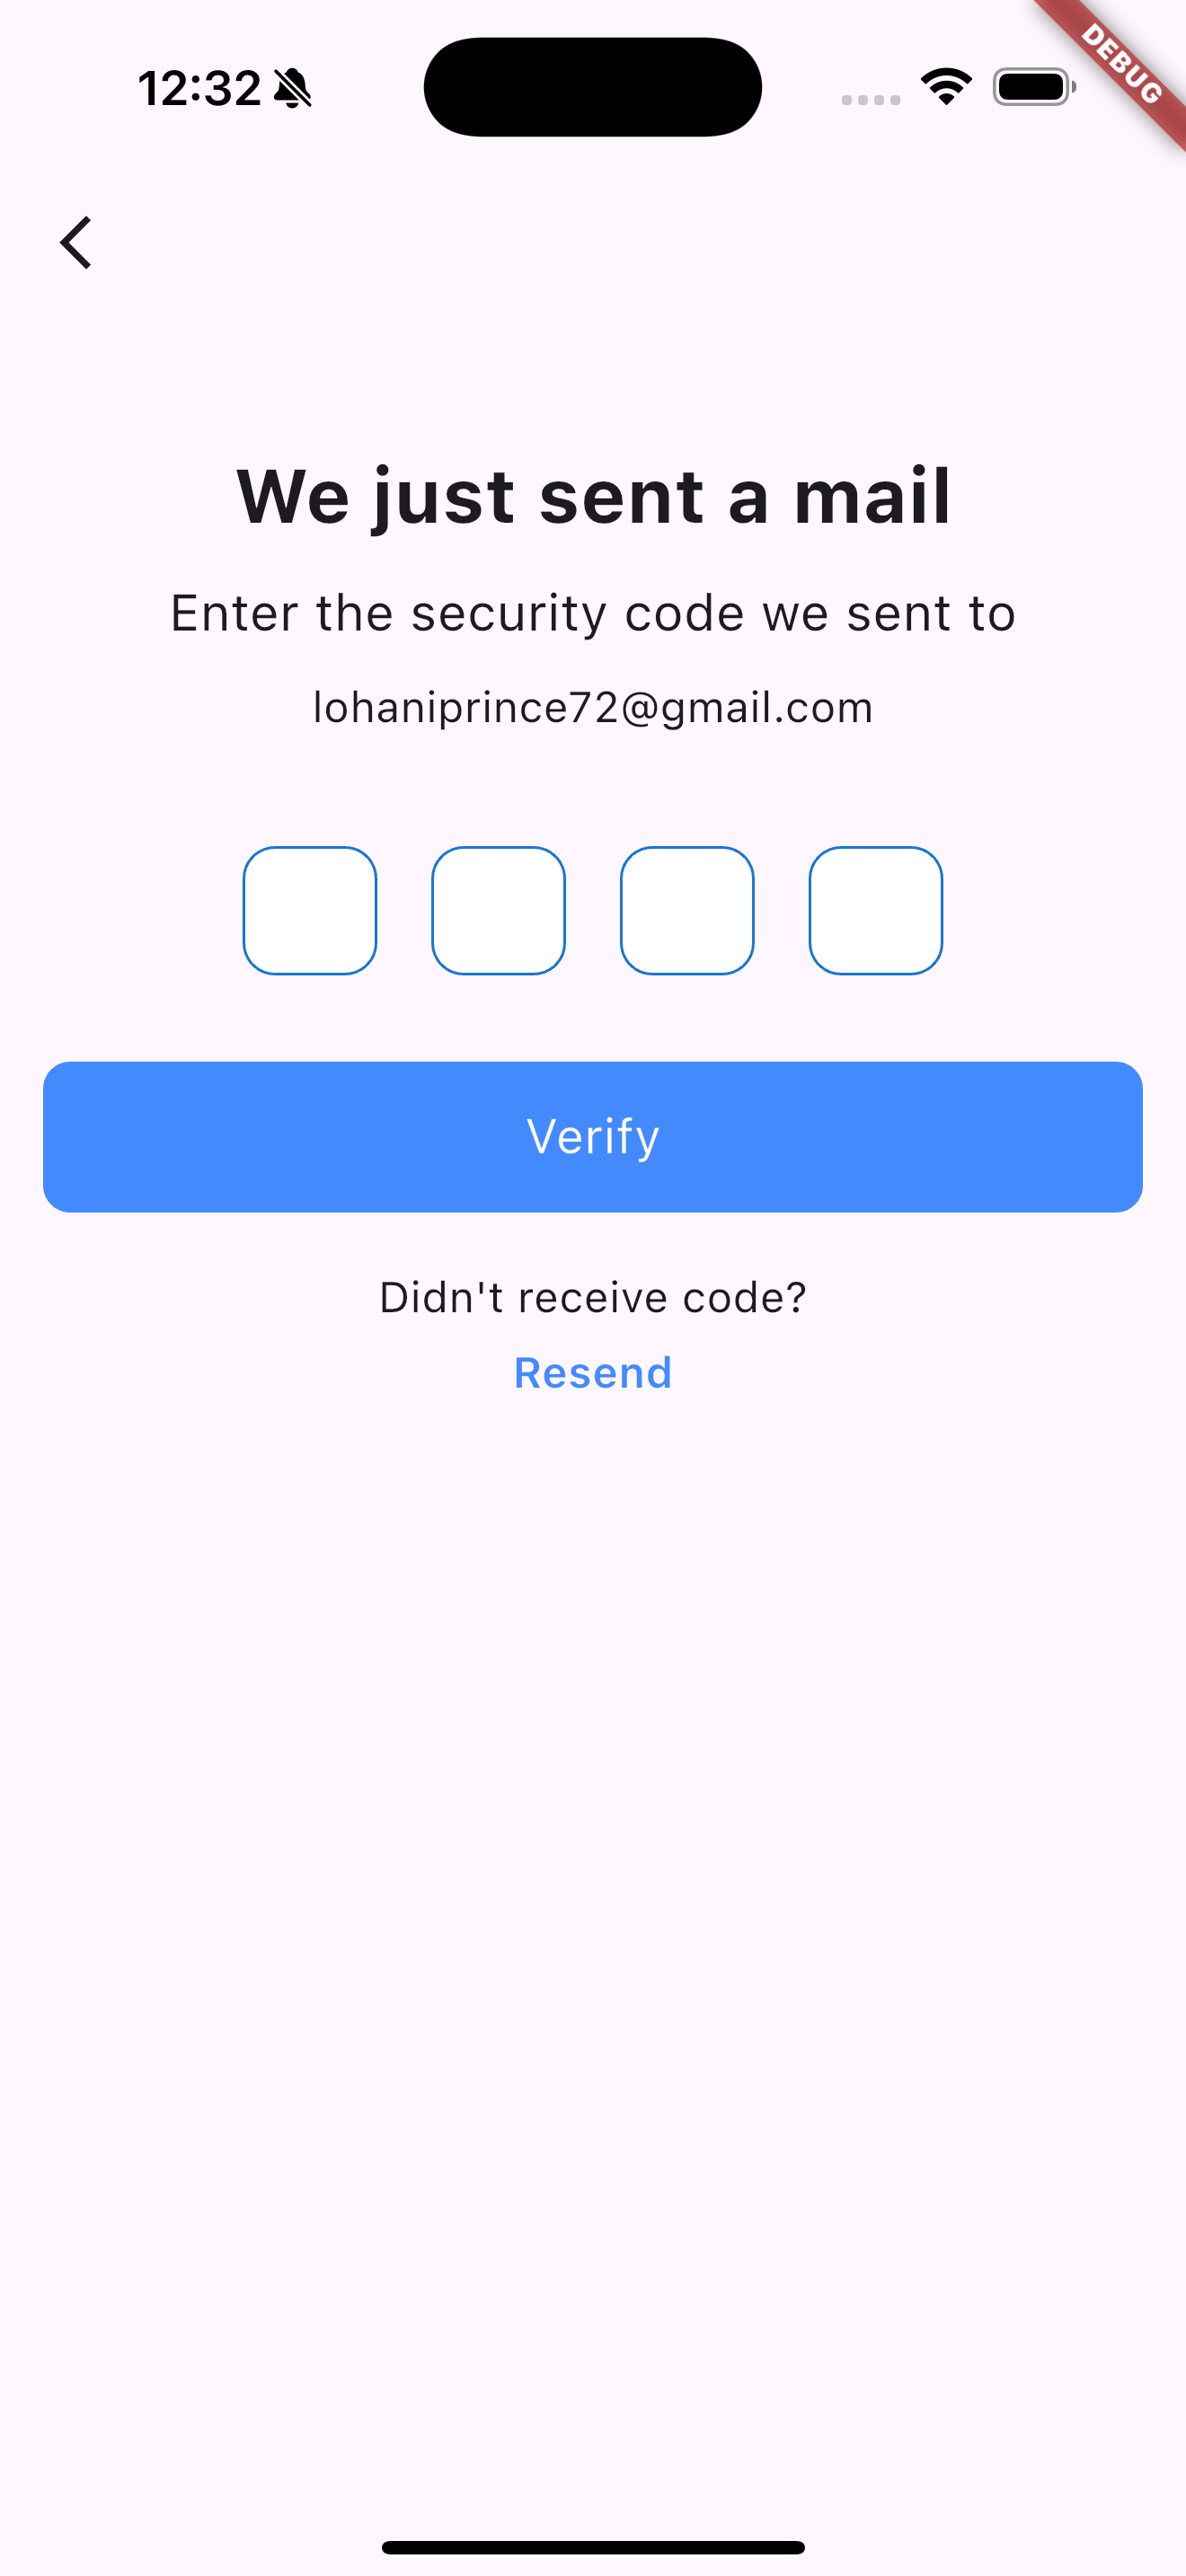 12:32
DEBUG
We just sent a mail
Enter the security code we sent to
lohaniprince72@gmail.com
Verify
Didn't receive code?
Resend